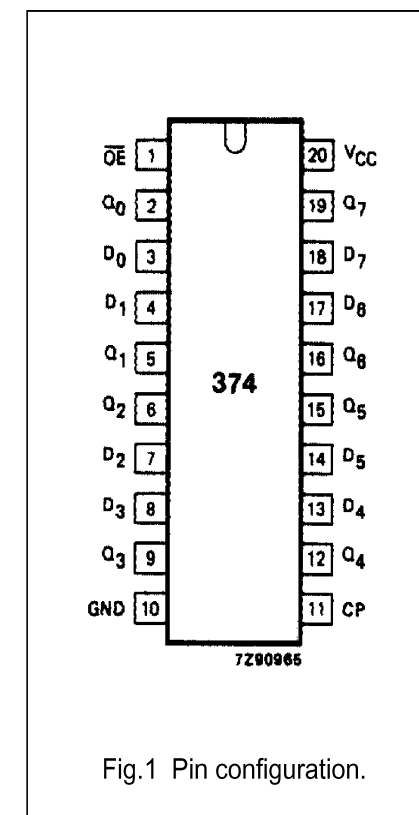 O̅E̅ 1 20 VCC
Q0 2 19 Q7
D0 3 18 D7
D1 4 17 D6
Q1 5 16 Q6
374
Q2 6 15 Q5
D2 7 14 D5
D3 8 13 D4
Q3 9 12 Q4
GND 10 11 CP
7Z90965
Fig.1 Pin configuration.